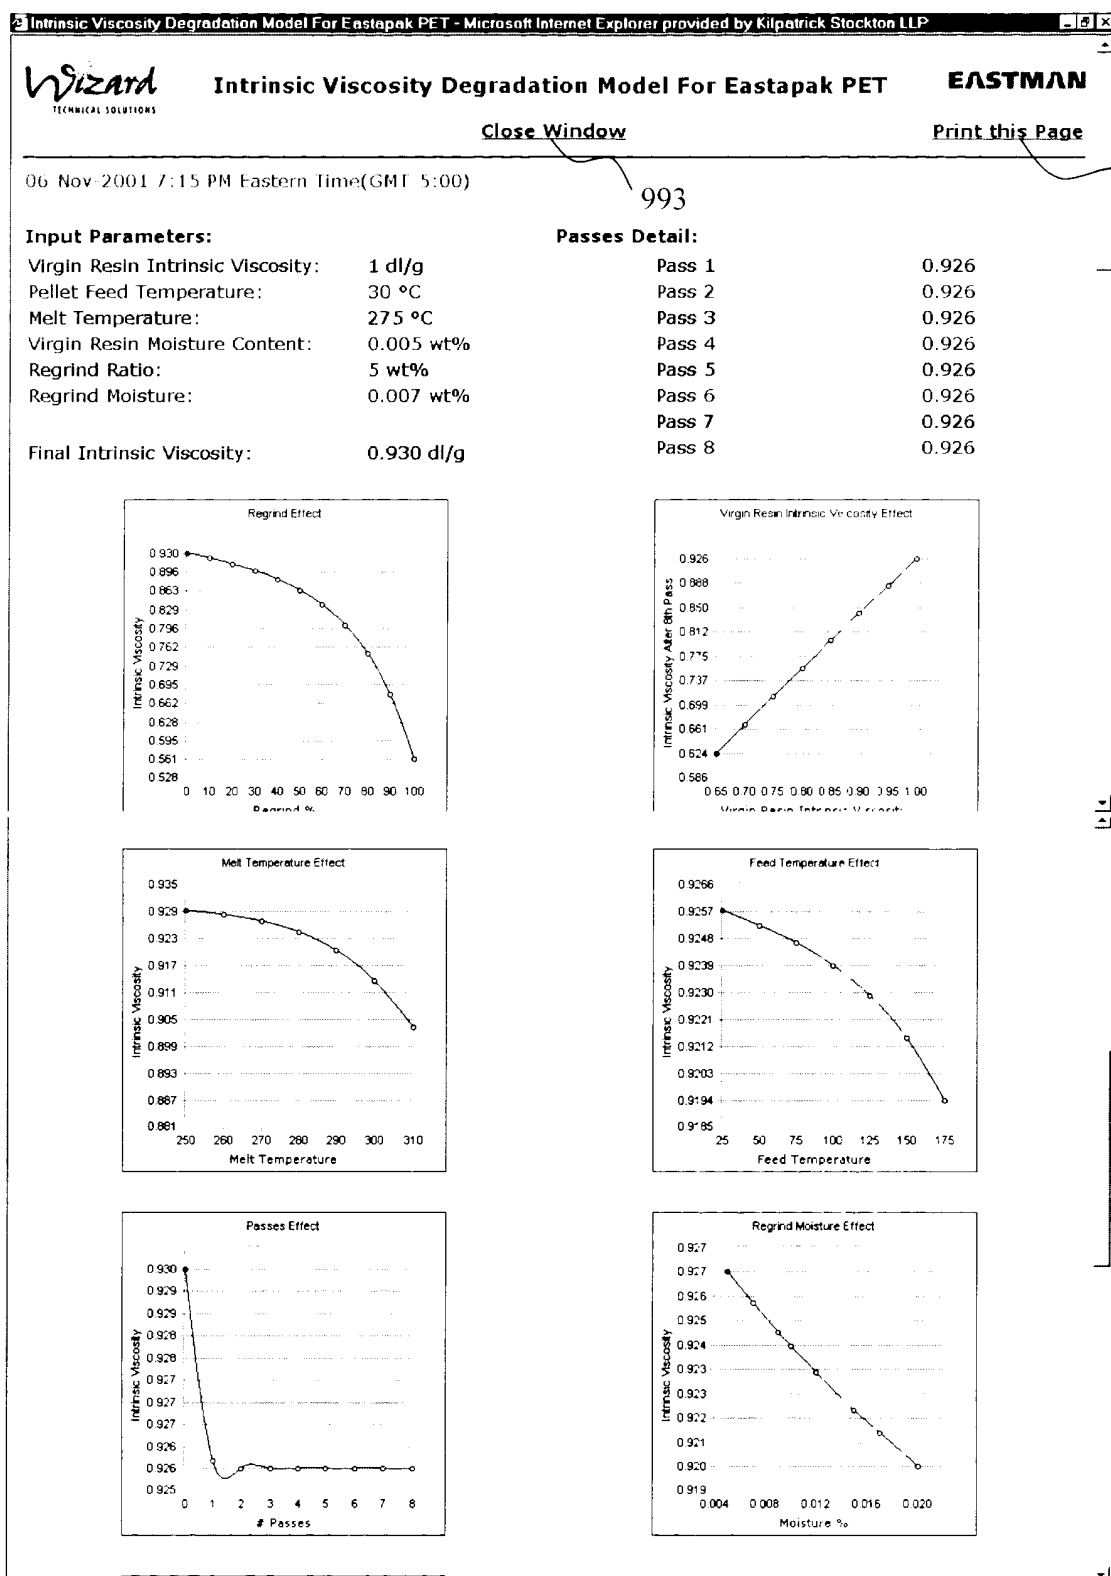 Intrinsic Viscosity Degradation Model For Eastapak PET - Microsoft Internet Explorer provided by Kilpatrick Stockton LLP
Wizard
TECHNICAL SOLUTIONS
Intrinsic Viscosity Degradation Model For Eastapak PET
EASTMAN
Close Window
Print this Page
06 Nov 2001 7:15 PM Eastern Time(GMT 5:00)
993
Input Parameters:
Virgin Resin Intrinsic Viscosity: 1 dl/g
Pellet Feed Temperature: 30 °C
Melt Temperature: 275 °C
Virgin Resin Moisture Content: 0.005 wt%
Regrind Ratio: 5 wt%
Regrind Moisture: 0.007 wt%
Final Intrinsic Viscosity: 0.930 dl/g
Passes Detail:
Pass 1 0.926
Pass 2 0.926
Pass 3 0.926
Pass 4 0.926
Pass 5 0.926
Pass 6 0.926
Pass 7 0.926
Pass 8 0.926
Regrind Effect
Intrinsic Viscosity
0.930
0.896
0.863
0.829
0.796
0.762
0.729
0.695
0.662
0.628
0.595
0.561
0.528
0 10 20 30 40 50 60 70 80 90 100
Regrind %
Virgin Resin Intrinsic Viscosity Effect
Intrinsic Viscosity After 8th Pass
0.926
0.888
0.850
0.812
0.775
0.737
0.699
0.661
0.624
0.586
0.65 0.70 0.75 0.80 0.85 0.90 0.95 1.00
Virgin Resin Intrinsic Viscosit
Melt Temperature Effect
Intrinsic Viscosity
0.935
0.929
0.923
0.917
0.911
0.905
0.899
0.893
0.887
0.881
250 260 270 280 290 300 310
Melt Temperature
Feed Temperature Effect
Intrinsic Viscosity
0.9266
0.9257
0.9248
0.9239
0.9230
0.9221
0.9212
0.9203
0.9194
0.9185
25 50 75 100 125 150 175
Feed Temperature
Passes Effect
Intrinsic Viscosity
0.930
0.929
0.929
0.928
0.928
0.927
0.927
0.927
0.926
0.926
0.925
0 1 2 3 4 5 6 7 8
# Passes
Regrind Moisture Effect
Intrinsic Viscosity
0.927
0.927
0.926
0.925
0.924
0.923
0.923
0.922
0.921
0.920
0.919
0.004 0.008 0.012 0.016 0.020
Moisture %